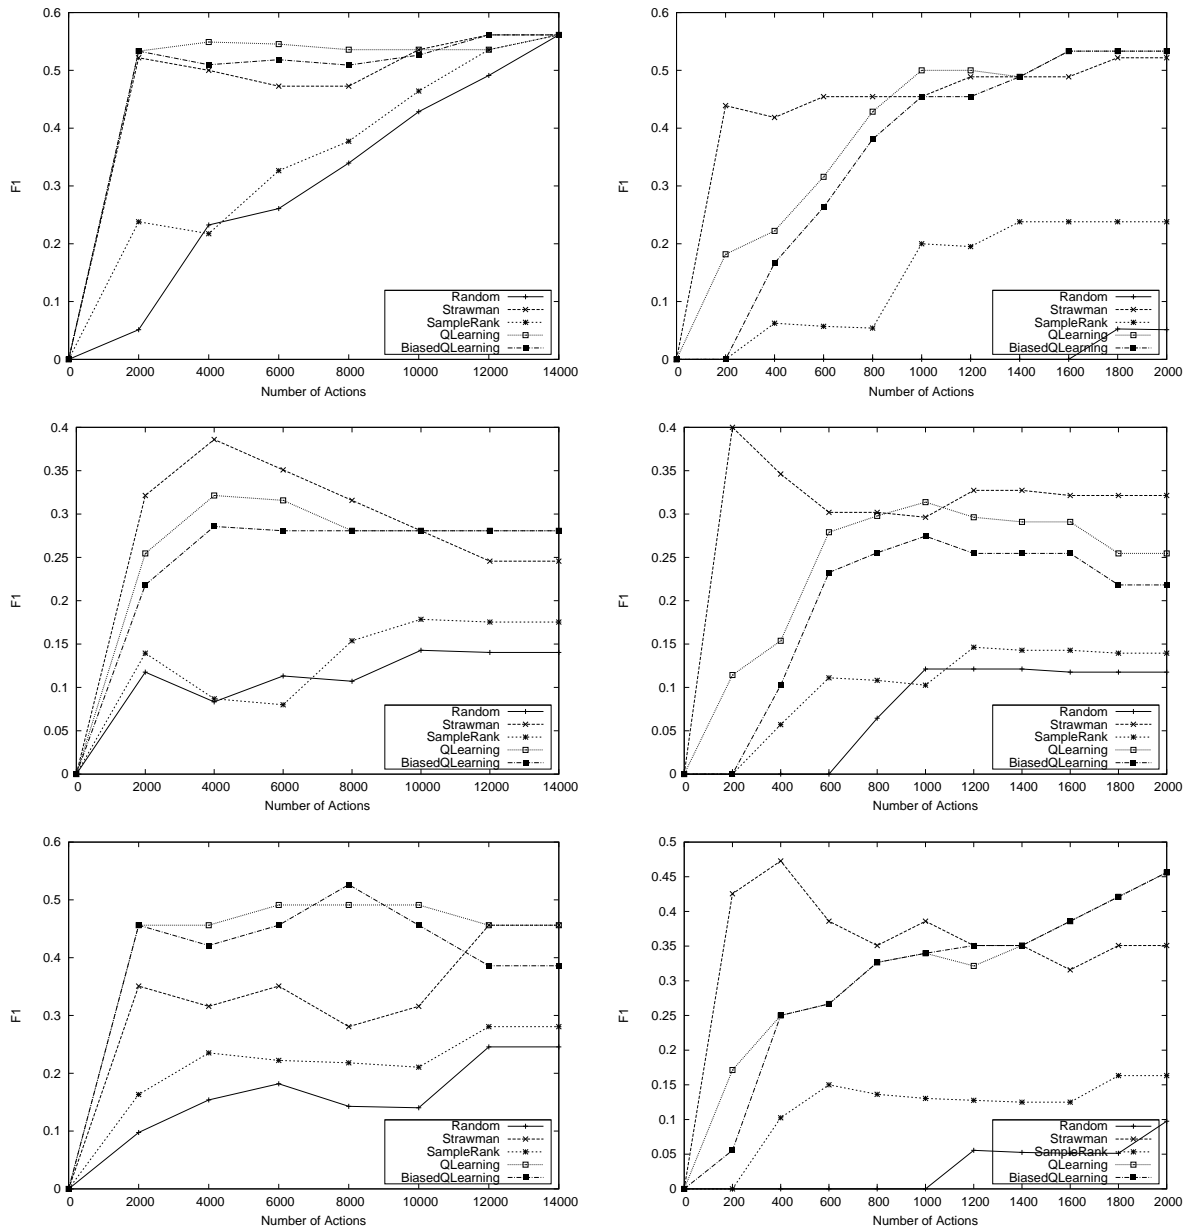 0.6
0.5
0.4
0.3
0.2
0.1
0
F1
Random
Strawman
SampleRank
QLearning
BiasedQLearning
0 2000 4000 6000 8000 10000 12000 14000
Number of Actions
0.6
0.5
0.4
0.3
0.2
0.1
0
F1
Random
Strawman
SampleRank
QLearning
BiasedQLearning
0 200 400 600 800 1000 1200 1400 1600 1800 2000
Number of Actions
0.4
0.35
0.3
0.25
0.2
0.15
0.1
0.05
0
F1
Random
Strawman
SampleRank
QLearning
BiasedQLearning
0 2000 4000 6000 8000 10000 12000 14000
Number of Actions
0.4
0.35
0.3
0.25
0.2
0.15
0.1
0.05
0
F1
Random
Strawman
SampleRank
QLearning
BiasedQLearning
0 200 400 600 800 1000 1200 1400 1600 1800 2000
Number of Actions
0.6
0.5
0.4
0.3
0.2
0.1
0
F1
Random
Strawman
SampleRank
QLearning
BiasedQLearning
0 2000 4000 6000 8000 10000 12000 14000
Number of Actions
0.5
0.45
0.4
0.35
0.3
0.25
0.2
0.15
0.1
0.05
0
F1
Random
Strawman
SampleRank
QLearning
BiasedQLearning
0 200 400 600 800 1000 1200 1400 1600 1800 2000
Number of Actions